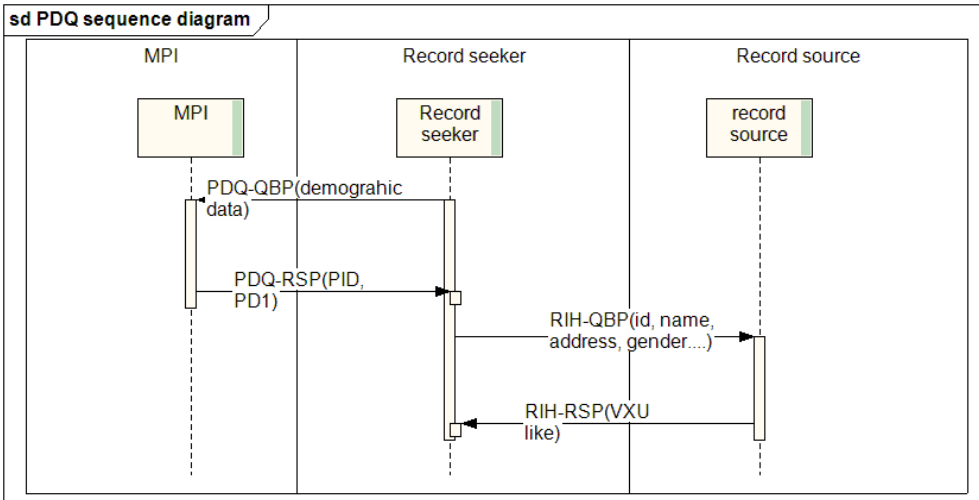 sd PDQ sequence diagram
MPI
Record seeker
Record source
MPI
Record
seeker
record
source
PDQ-QBP(demograhic
data)
PDQ-RSP(PID,
PD1)
RIH-QBP(id, name,
address, gender....)
RIH-RSP(VXU
like)